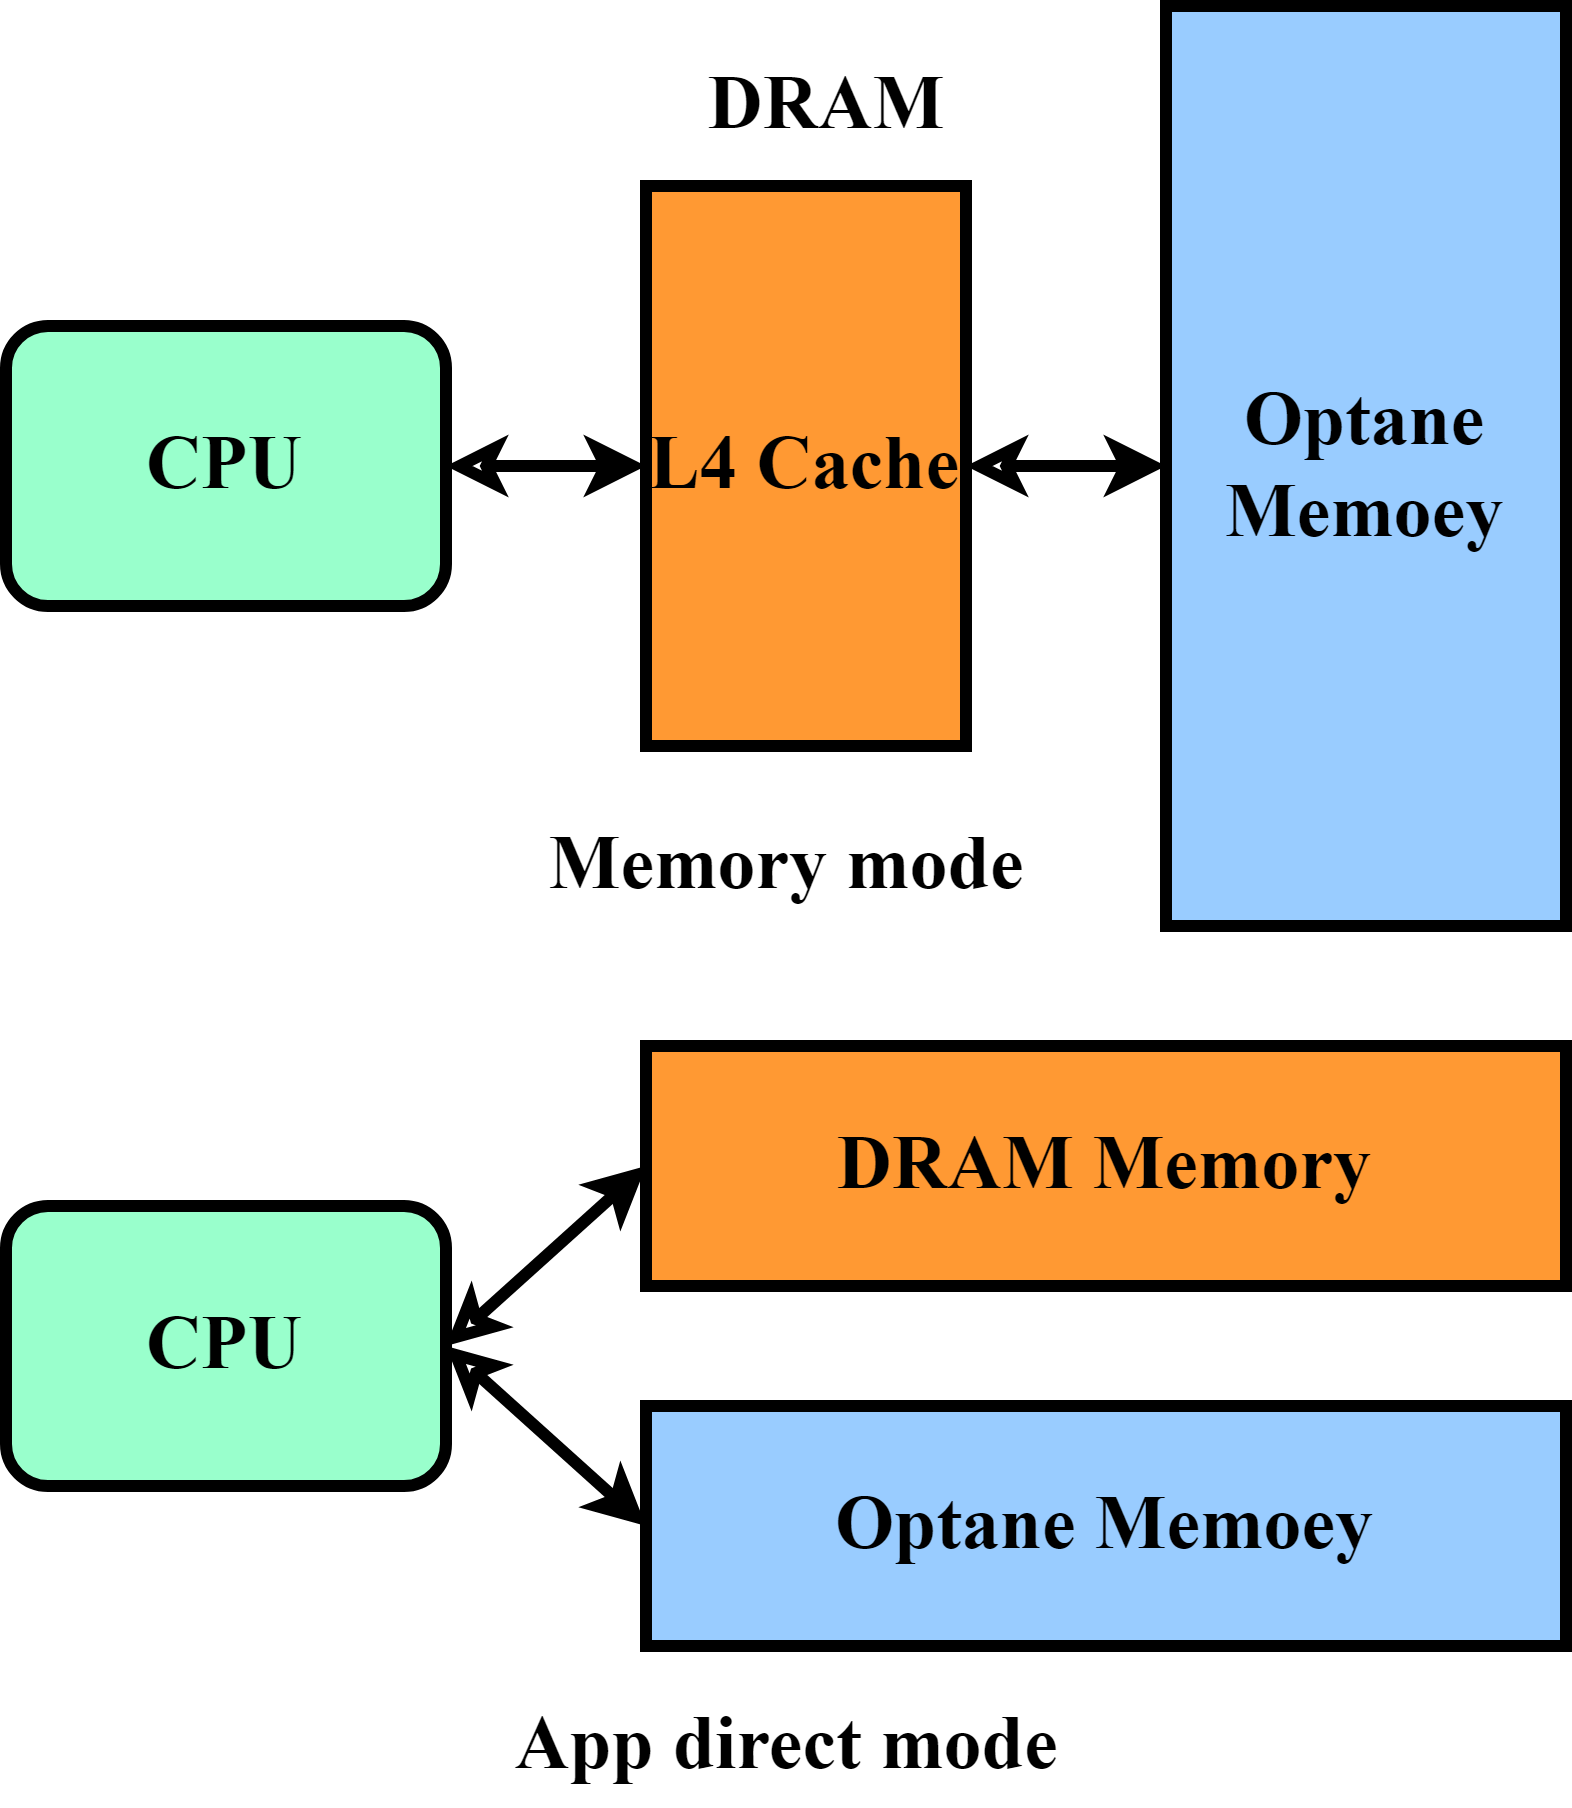 DRAM
CPU
L4 Cache
Optane
Memoey
Memory mode
DRAM Memory
CPU
Optane Memoey
App direct mode